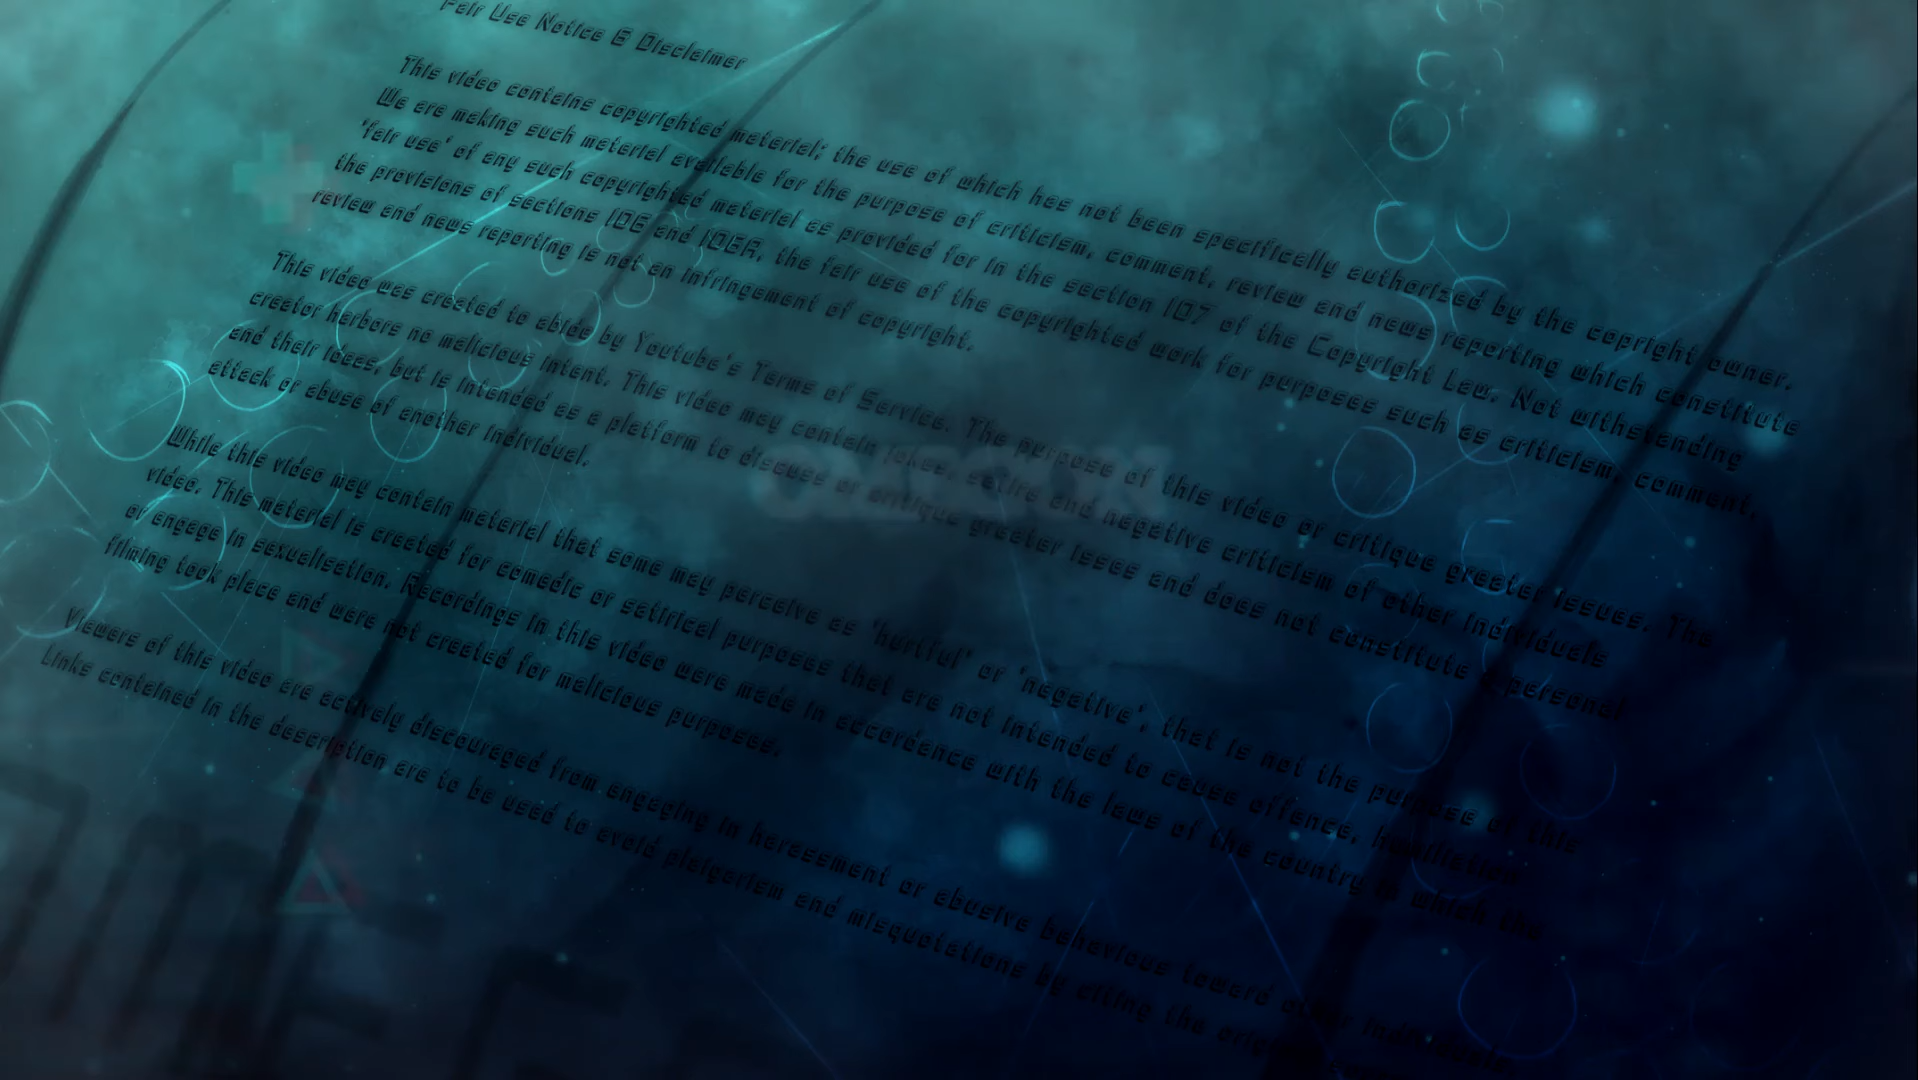 Fair Use Notice & Disclaimer
This video contains copyrighted material; the use of which has not been specifically authorized by the copright owner.
We are making such material available for the purpose of criticism, comment, review and news reporting which constitute
'fair use' of any such copyrighted material as provided for in the section 107 of the Copyright Law. Not withstanding
the provisions of sections 106 and 106A, the fair use of the copyrighted work for purposes such as criticism, comment,
review and news reporting is not an infringement of copyright.
This video was created to abide by Youtube's Terms of Service. The purpose of this video or critique greater issues. The
creator harbors no malicious intent. This video may contain jokes, satire and negative criticism of other individuals
and their ideas, but is intended as a platform to discuss or critique greater isses and does not constitute a personal
attack or abuse of another individual.
While this video may contain material that some may perceive as 'hurtful' or 'negative', that is not the purpose of this
video. This material is created for comedic or satirical purposes that are not intended to cause offence, humiliation
or engage in sexualisation. Recordings in this video were made in accordance with the laws of the country in which the
filming took place and were not created for malicious purposes.
Viewers of this video are actively discouraged from engaging in harassment or abusive behavious toward other individuals.
Links contained in the description are to be used to avoid plaigarism and misquotations by citing the